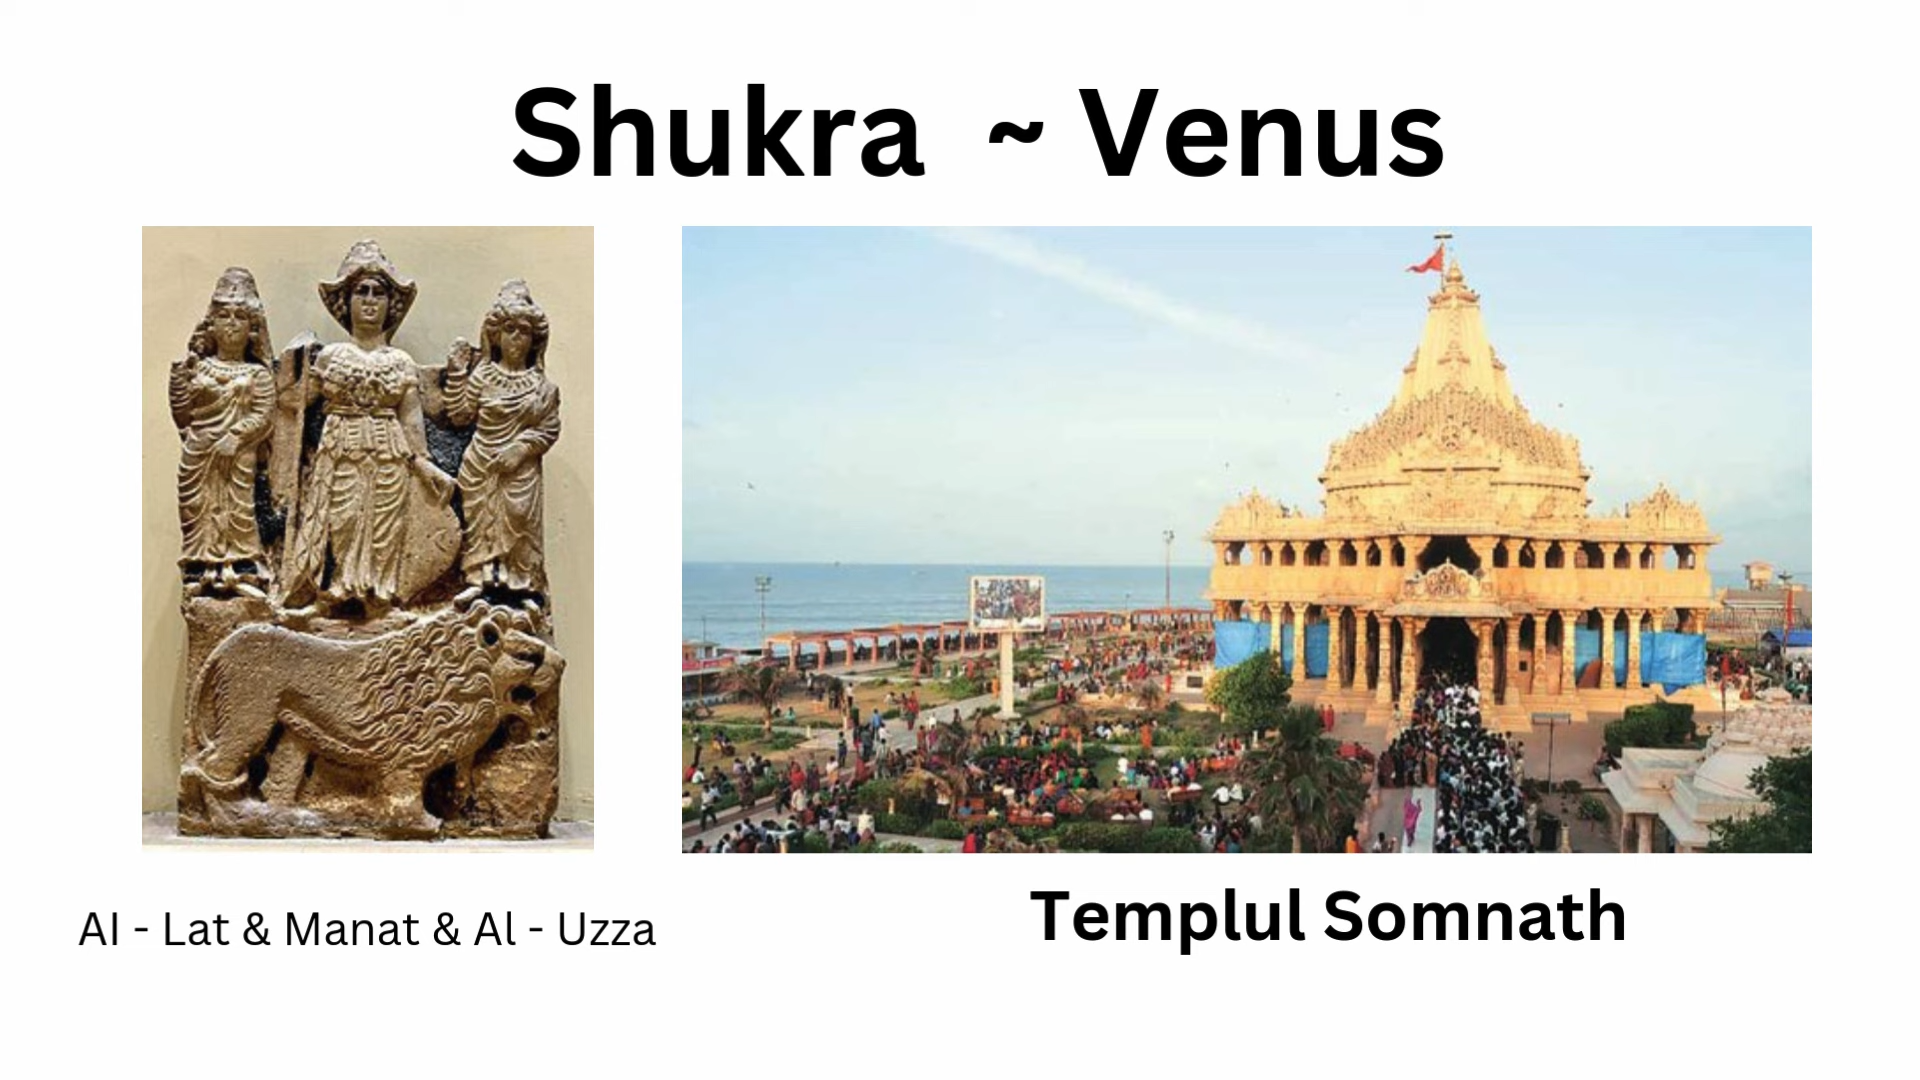 Shukra ~ Venus
Al - Lat & Manat & Al - Uzza
Templul Somnath